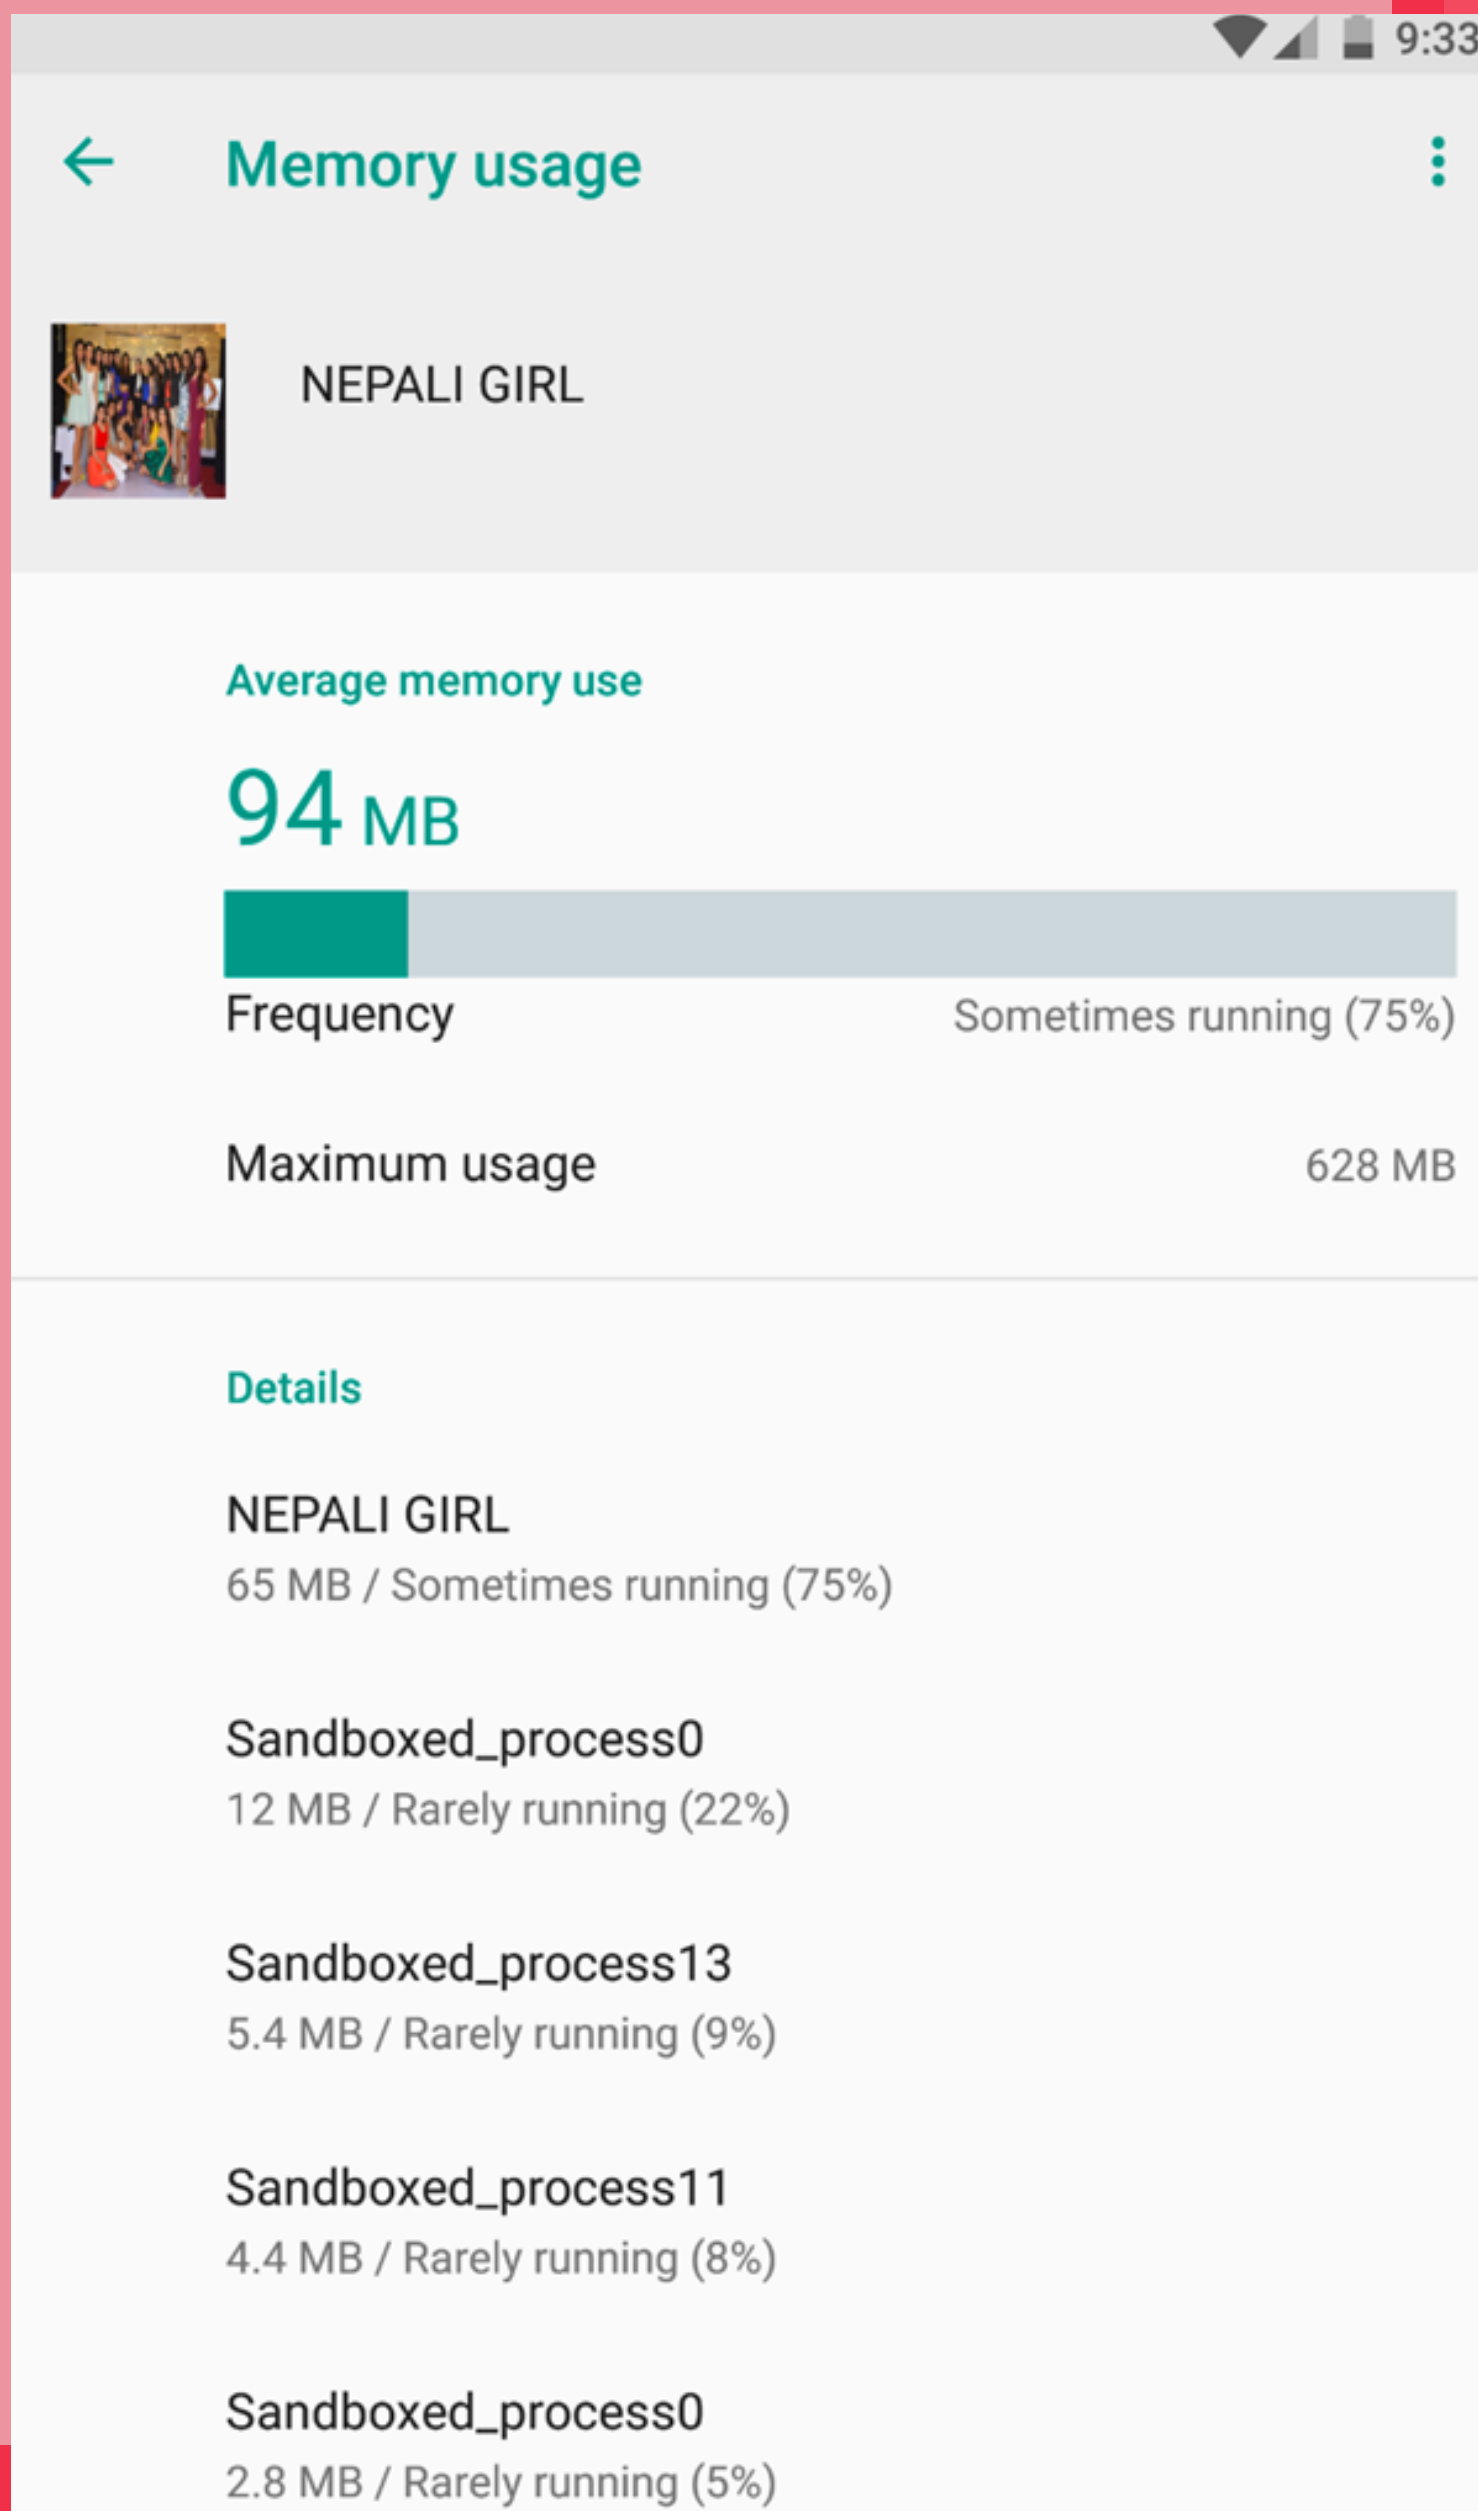 9:33
Memory usage
NEPALI GIRL
Average memory use
94 MB
Frequency Sometimes running (75%)
Maximum usage 628 MB
Details
NEPALI GIRL
65 MB / Sometimes running (75%)
Sandboxed_process0
12 MB / Rarely running (22%)
Sandboxed_process13
5.4 MB / Rarely running (9%)
Sandboxed_process11
4.4 MB / Rarely running (8%)
Sandboxed_process0
2.8 MB / Rarely running (5%)